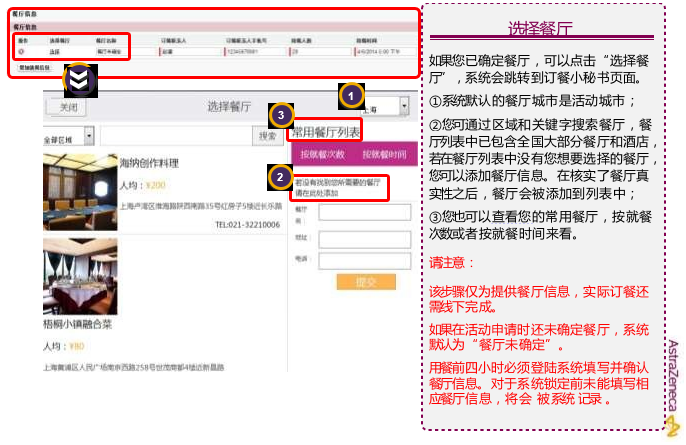 餐厅信息
餐厅信息
操作 选择餐厅 餐厅名称 订餐联系人 订餐联系人手机号 就餐人数 就餐时间
选择 餐厅未确定 12345678901 20
添加就餐信息
关闭 选择餐厅 1 上海
3 常用餐厅列表
全部区域 搜索
按就餐次数 按就餐时间
海纳创作料理
人均：¥200
上海卢湾区淮海路陕西南路35号红房子5楼近长乐路
TEL:021-32210006
2 若没有找到您所需要的餐厅
请在此处添加
餐厅名：
地址：
电话：
提交
梧桐小镇融合菜
人均：¥80
上海黄浦区人民广场南京西路258号世茂商都4楼近新昌路
选择餐厅
如果您已确定餐厅，可以点击“选择餐
厅”，系统会跳转到订餐小秘书页面。
①系统默认的餐厅城市是活动城市；
②您可通过区域和关键字搜索餐厅，餐
厅列表中已包含全国大部分餐厅和酒店，
若在餐厅列表中没有您想要选择的餐厅，
您可以添加餐厅信息。在核实了餐厅真
实性之后，餐厅会被添加到列表中；
③您也可以查看您的常用餐厅，按就餐
次数或者按就餐时间来看。
请注意：
该步骤仅为提供餐厅信息，实际订餐还
需线下完成。
如果在活动申请时还未确定餐厅，系统
默认为“餐厅未确定”。
用餐前四小时必须登陆系统填写并确认
餐厅信息。对于系统锁定前未能填写相
应餐厅信息，将会 被系统 记录 。
AstraZeneca